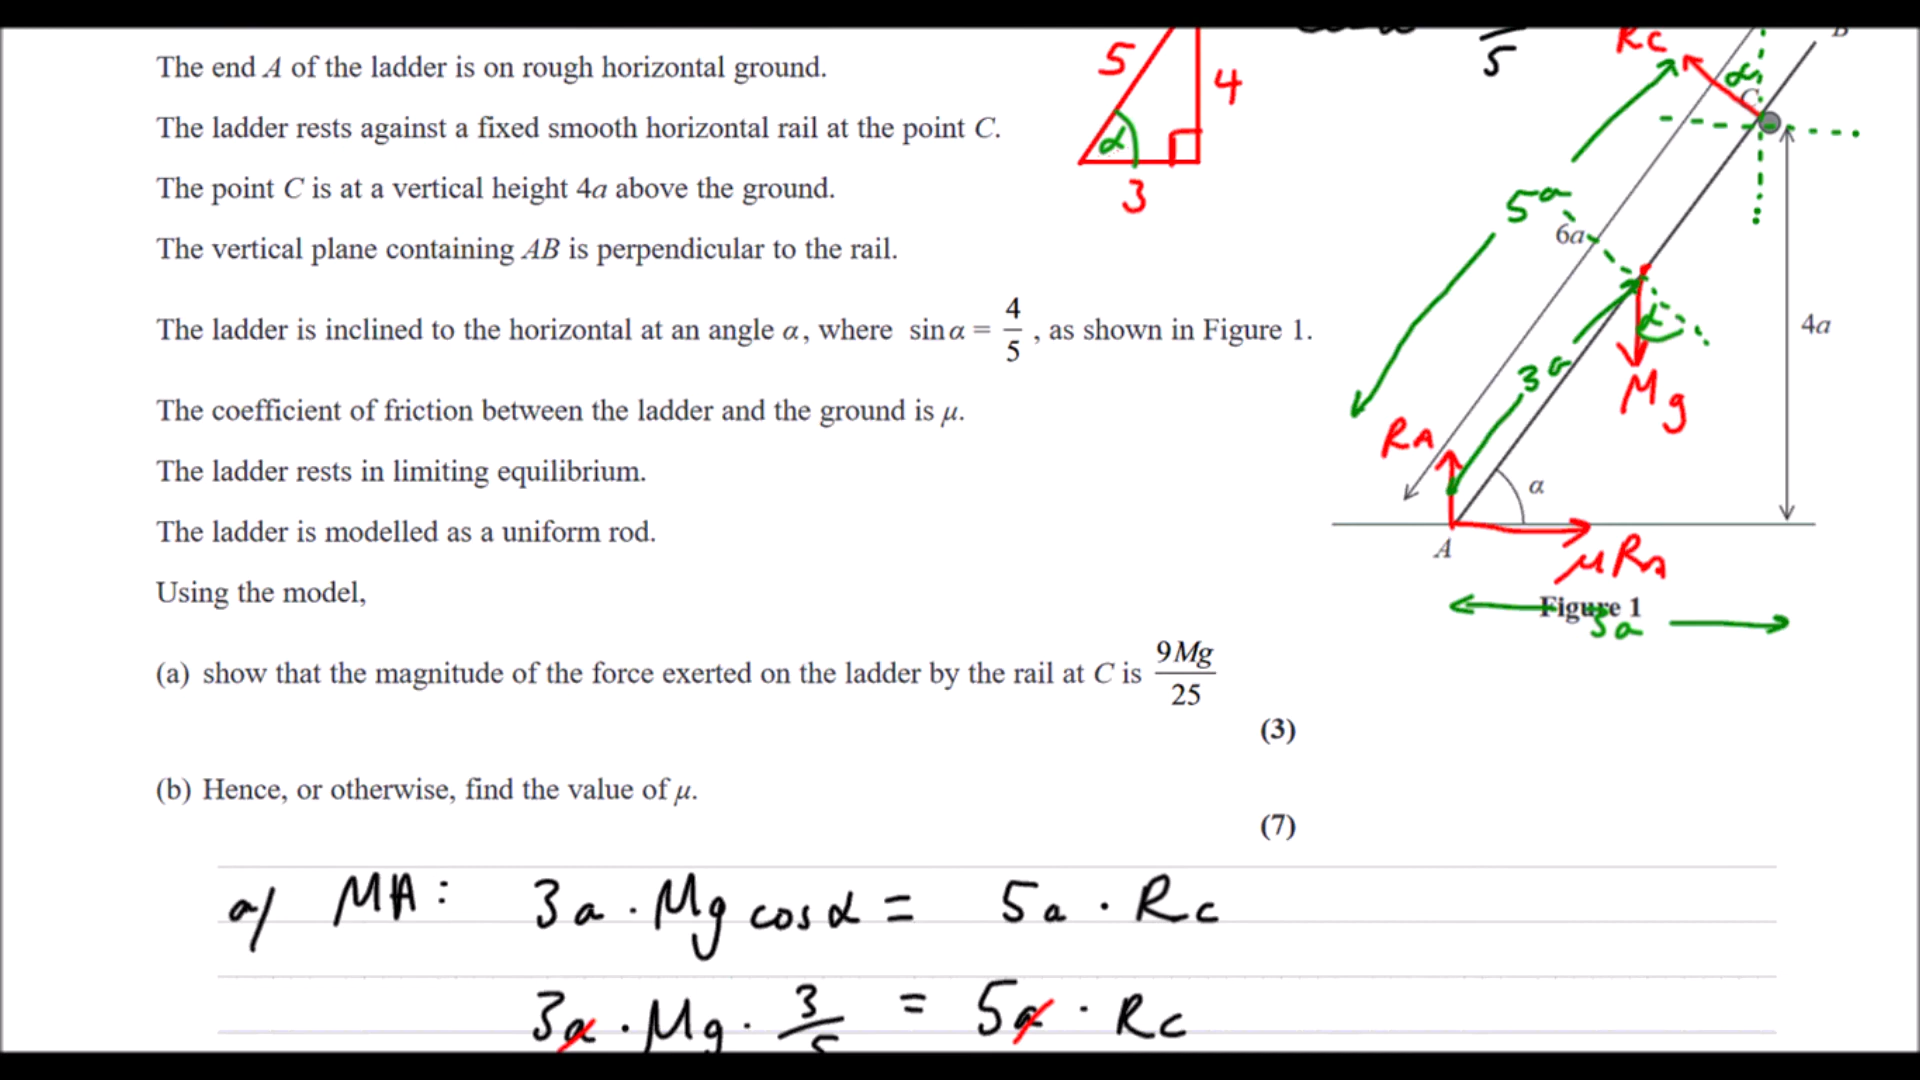 The end A of the ladder is on rough horizontal ground.
The ladder rests against a fixed smooth horizontal rail at the point C.
The point C is at a vertical height 4a above the ground.
The vertical plane containing AB is perpendicular to the rail.
The ladder is inclined to the horizontal at an angle α, where sin α = 4/5, as shown in Figure 1.
The coefficient of friction between the ladder and the ground is μ.
The ladder rests in limiting equilibrium.
The ladder is modelled as a uniform rod.
Using the model,
(a) show that the magnitude of the force exerted on the ladder by the rail at C is 9Mg/25
(3)
(b) Hence, or otherwise, find the value of μ.
(7)
5
4
α
3
5
RC
α
C
5a
6a
4a
α
3a
Mg
RA
α
A
μRA
Figure 1
3a
a/ MA: 3a · Mg cos α = 5a · Rc
3a · Mg · 3/5 = 5a · Rc